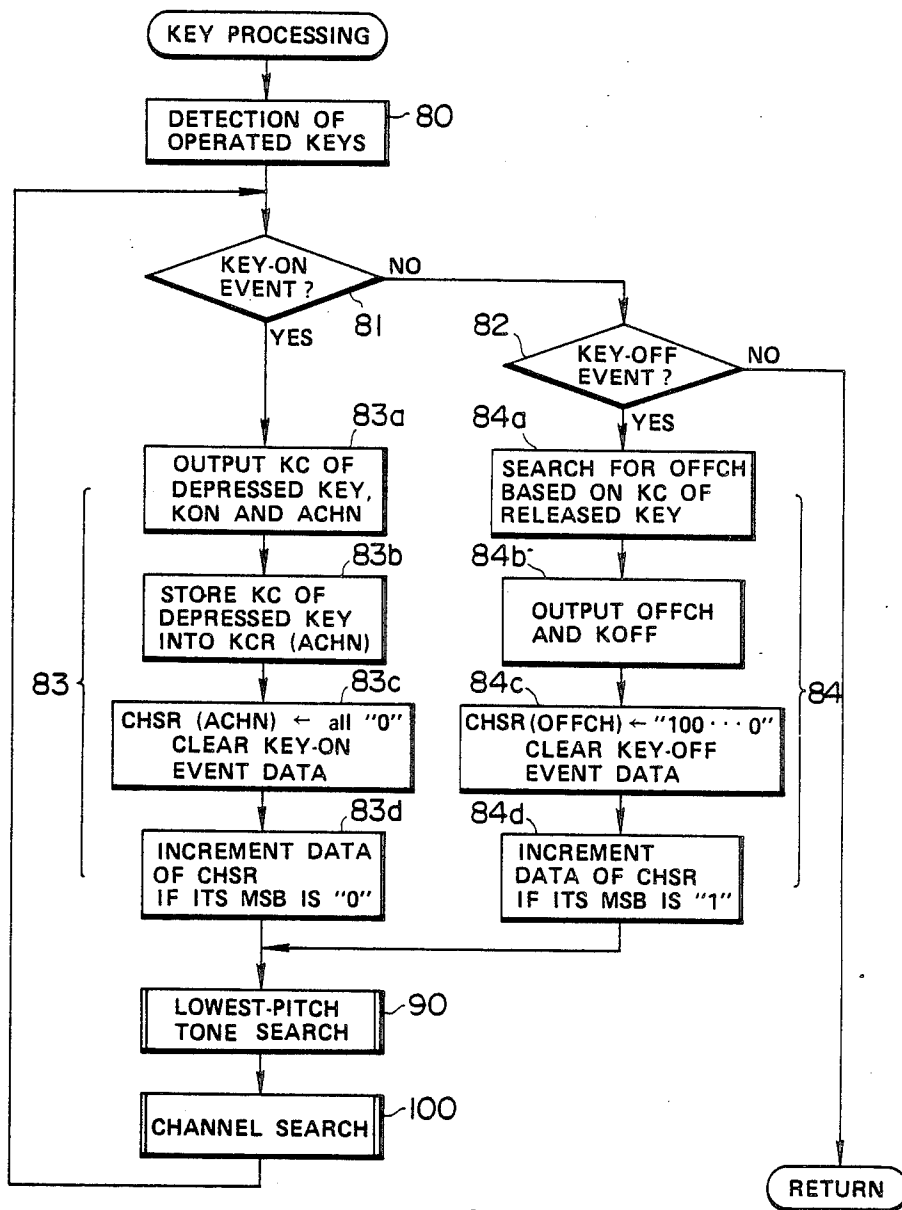 KEY PROCESSING
80
DETECTION OF
OPERATED KEYS
KEY-ON
EVENT ?
NO
81
YES
82
KEY-OFF
EVENT ?
NO
YES
83a
OUTPUT KC OF
DEPRESSED KEY,
KON AND ACHN
84a
SEARCH FOR OFFCH
BASED ON KC OF
RELEASED KEY
83b
STORE KC OF
DEPRESSED KEY
INTO KCR (ACHN)
84b
OUTPUT OFFCH
AND KOFF
83
84
83c
CHSR (ACHN) ← all "0"
CLEAR KEY-ON
EVENT DATA
84c
CHSR (OFFCH) ← "100 · · · 0"
CLEAR KEY-OFF
EVENT DATA
83d
INCREMENT DATA
OF CHSR
IF ITS MSB IS "0"
84d
INCREMENT
DATA OF CHSR
IF ITS MSB IS "1"
LOWEST-PITCH
TONE SEARCH
90
CHANNEL SEARCH
100
RETURN